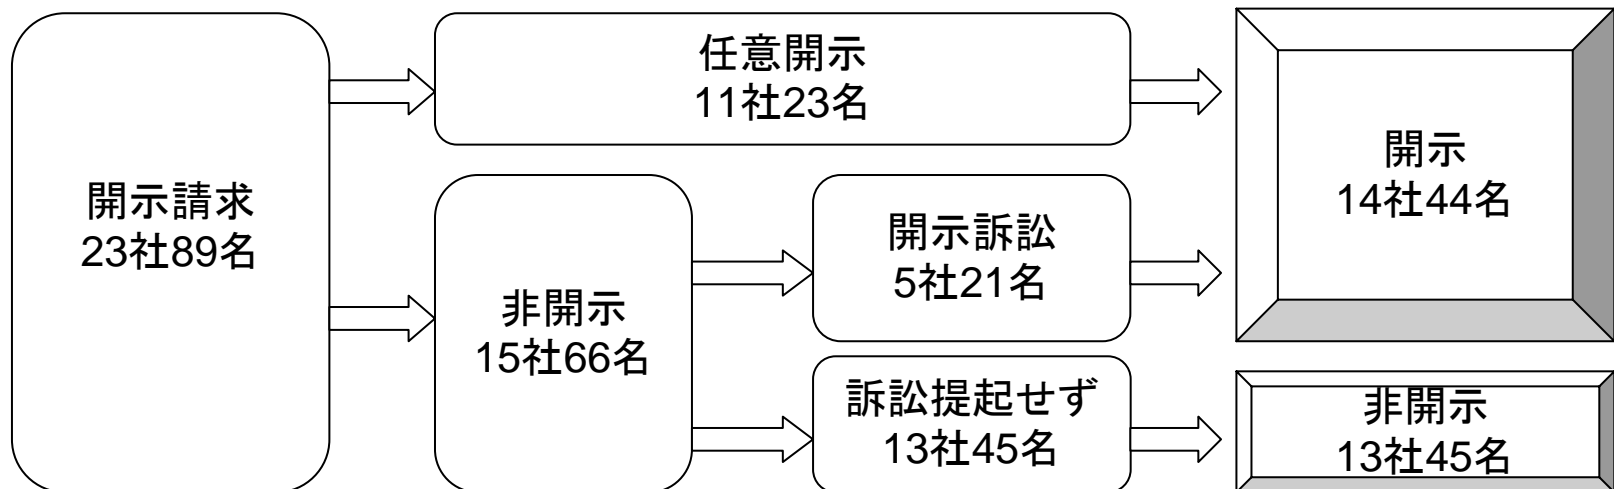 開示請求
23社89名
任意開示
11社23名
非開示
15社66名
開示訴訟
5社21名
訴訟提起せず
13社45名
開示
14社44名
非開示
13社45名